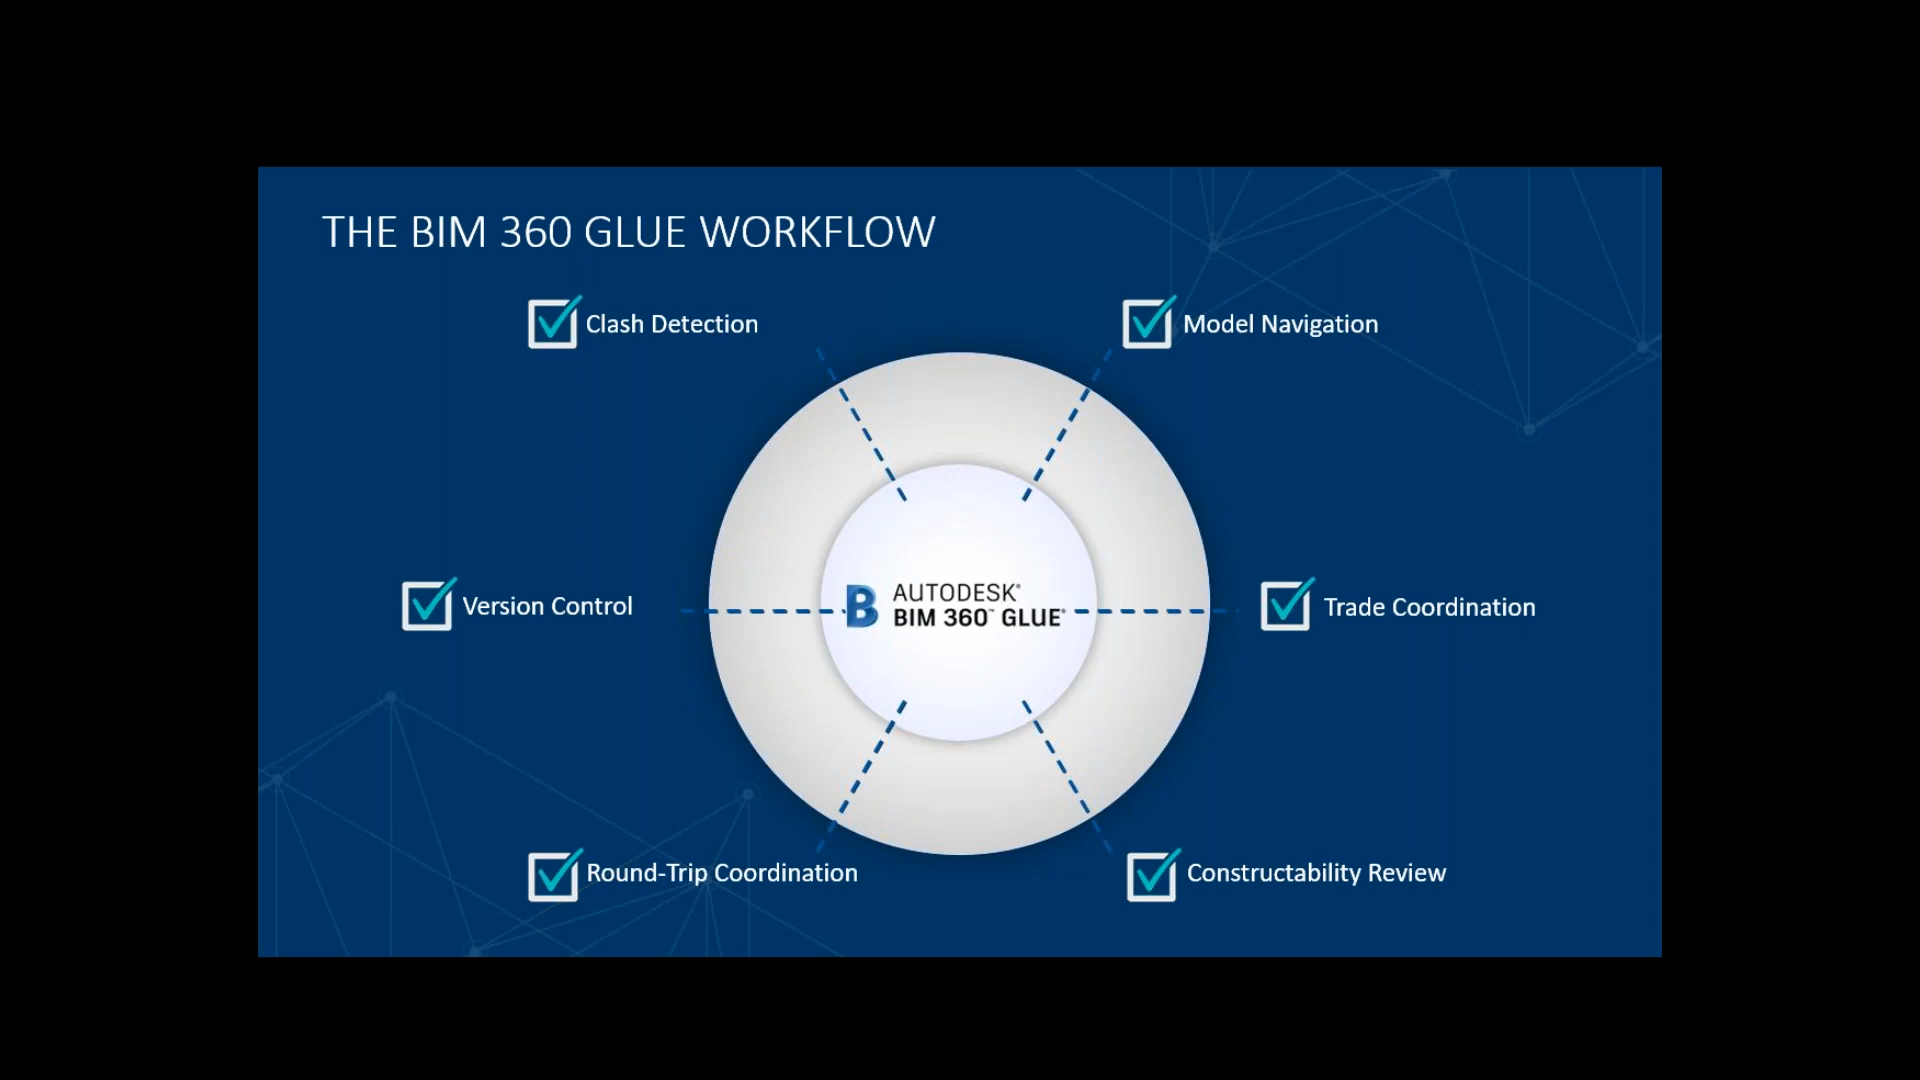 THE BIM 360 GLUE WORKFLOW
Clash Detection
Model Navigation
Version Control
AUTODESK®
BIM 360™ GLUE®
Trade Coordination
Round-Trip Coordination
Constructability Review